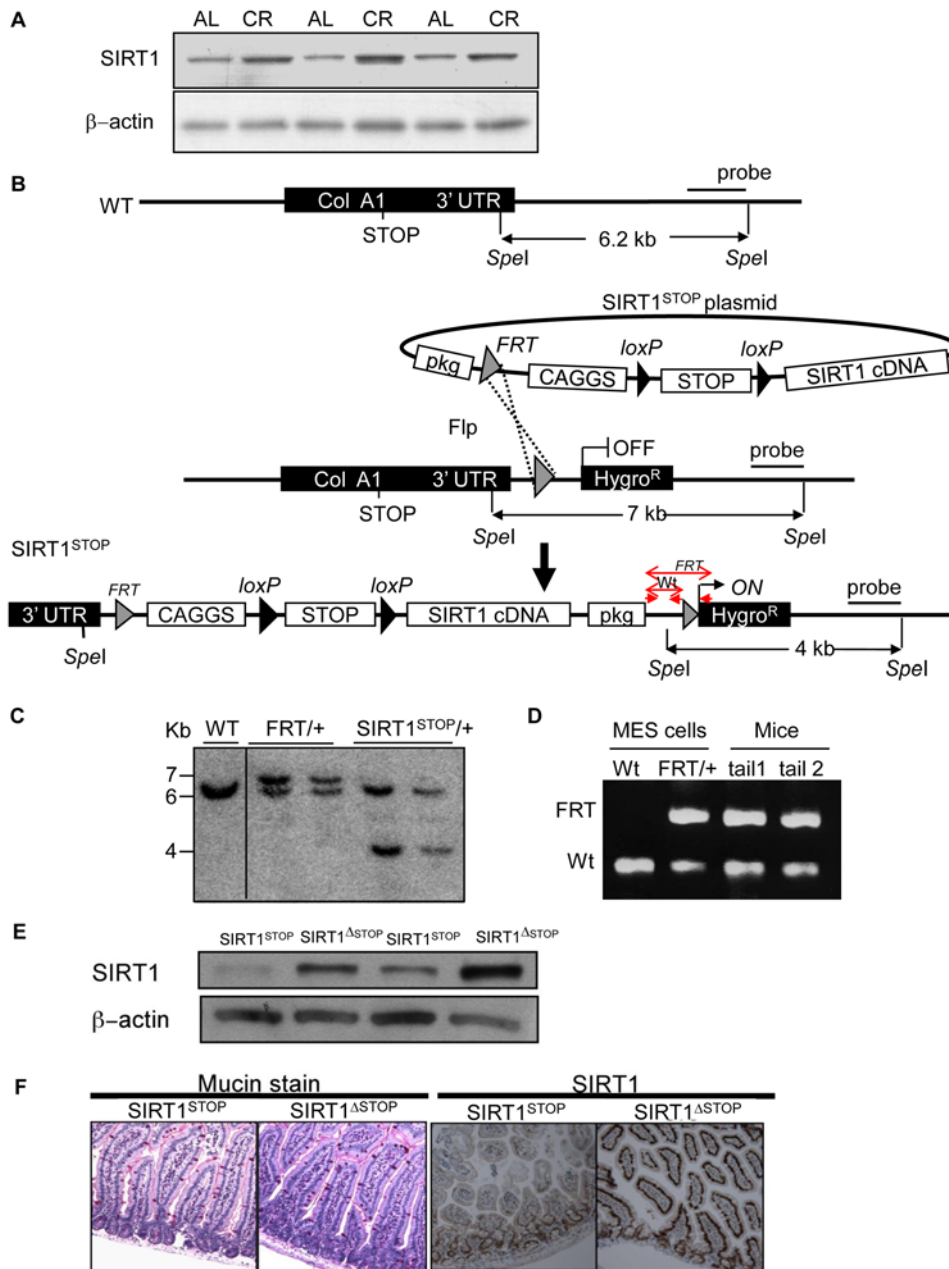 A
AL CR AL CR AL CR
SIRT1
β-actin
B
WT
Col A1 3’ UTR
probe
STOP
SpeI
6.2 kb
SpeI
SIRT1STOP plasmid
pkg
FRT
CAGGS
loxP
STOP
loxP
SIRT1 cDNA
Flp
Col A1 3’ UTR
OFF
HygroR
probe
STOP
SpeI
7 kb
SpeI
SIRT1STOP
3’ UTR
FRT
CAGGS
loxP
STOP
loxP
SIRT1 cDNA
pkg
FRT
Wt
ON
HygroR
probe
SpeI
SpeI
4 kb
SpeI
C
Kb WT FRT/+ SIRT1STOP/+
7
6
4
D
MES cells Mice
Wt FRT/+ tail1 tail 2
FRT
Wt
E
SIRT1STOP SIRT1ΔSTOP SIRT1STOP SIRT1ΔSTOP
SIRT1
β-actin
F
Mucin stain SIRT1
SIRT1STOP SIRT1ΔSTOP SIRT1STOP SIRT1ΔSTOP